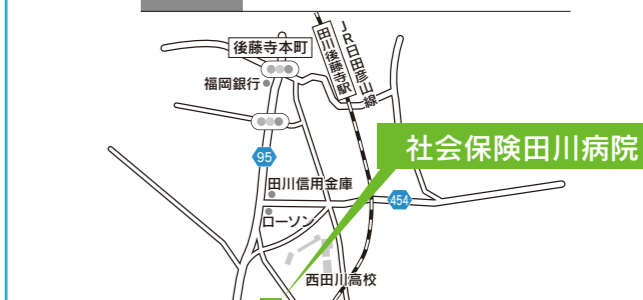 後藤寺本町
福岡銀行
田川後藤寺駅
JR日田彦山線
95
社会保険田川病院
田川信用金庫
454
ローソン
西田川高校